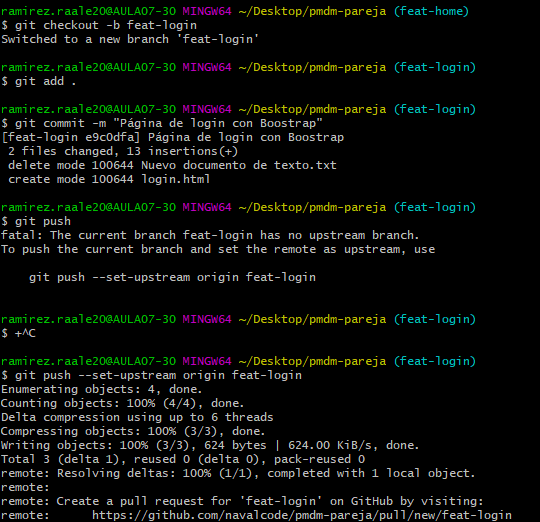 ramirez.raale20@AULA07-30 MINGW64 ~/Desktop/pmdm-pareja (feat-home)
$ git checkout -b feat-login
Switched to a new branch 'feat-login'
ramirez.raale20@AULA07-30 MINGW64 ~/Desktop/pmdm-pareja (feat-login)
$ git add .
ramirez.raale20@AULA07-30 MINGW64 ~/Desktop/pmdm-pareja (feat-login)
$ git commit -m "Página de login con Boostrap"
[feat-login e9c0dfa] Página de login con Boostrap
 2 files changed, 13 insertions(+)
 delete mode 100644 Nuevo documento de texto.txt
 create mode 100644 login.html
ramirez.raale20@AULA07-30 MINGW64 ~/Desktop/pmdm-pareja (feat-login)
$ git push
fatal: The current branch feat-login has no upstream branch.
To push the current branch and set the remote as upstream, use
    git push --set-upstream origin feat-login
ramirez.raale20@AULA07-30 MINGW64 ~/Desktop/pmdm-pareja (feat-login)
$ +^C
ramirez.raale20@AULA07-30 MINGW64 ~/Desktop/pmdm-pareja (feat-login)
$ git push --set-upstream origin feat-login
Enumerating objects: 4, done.
Counting objects: 100% (4/4), done.
Delta compression using up to 6 threads
Compressing objects: 100% (3/3), done.
Writing objects: 100% (3/3), 624 bytes | 624.00 KiB/s, done.
Total 3 (delta 1), reused 0 (delta 0), pack-reused 0
remote: Resolving deltas: 100% (1/1), completed with 1 local object.
remote:
remote: Create a pull request for 'feat-login' on GitHub by visiting:
remote:      https://github.com/navalcode/pmdm-pareja/pull/new/feat-login